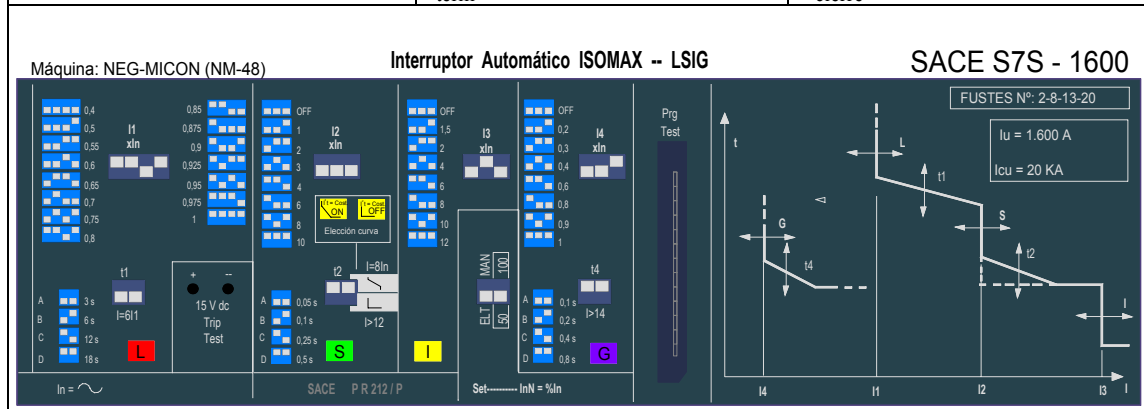 Máquina: NEG-MICON (NM-48)
Interruptor Automático ISOMAX -- LSIG
SACE S7S - 1600
0,4
0,5
0,55
0,6
0,65
0,7
0,75
0,8
I1
xIn
0,85
0,875
0,9
0,925
0,95
0,975
1
t1
I=6I1
A 3 s
B 6 s
C 12 s
D 18 s
L
+ --
15 V dc
Trip
Test
In =
OFF
1
2
3
4
6
8
10
I2
xIn
I²t = Cost
ON
I²t = Cost
OFF
Elección curva
t2
I=8In
I>12
A 0,05 s
B 0,1 s
C 0,25 s
D 0,5 s
S
SACE P R 212 / P
OFF
1,5
2
4
6
8
10
12
I3
xIn
I
MAN
100
ELT
50
Set---------- InN = %In
OFF
0,2
0,3
0,4
0,6
0,8
0,9
1
I4
xIn
t4
I>14
A 0,1 s
B 0,2 s
C 0,4 s
D 0,8 s
G
Prg
Test
FUSTES Nº: 2-8-13-20
Iu = 1.600 A
Icu = 20 KA
t
L
t1
S
t2
G
t4
I
I4
I1
I2
I3
I